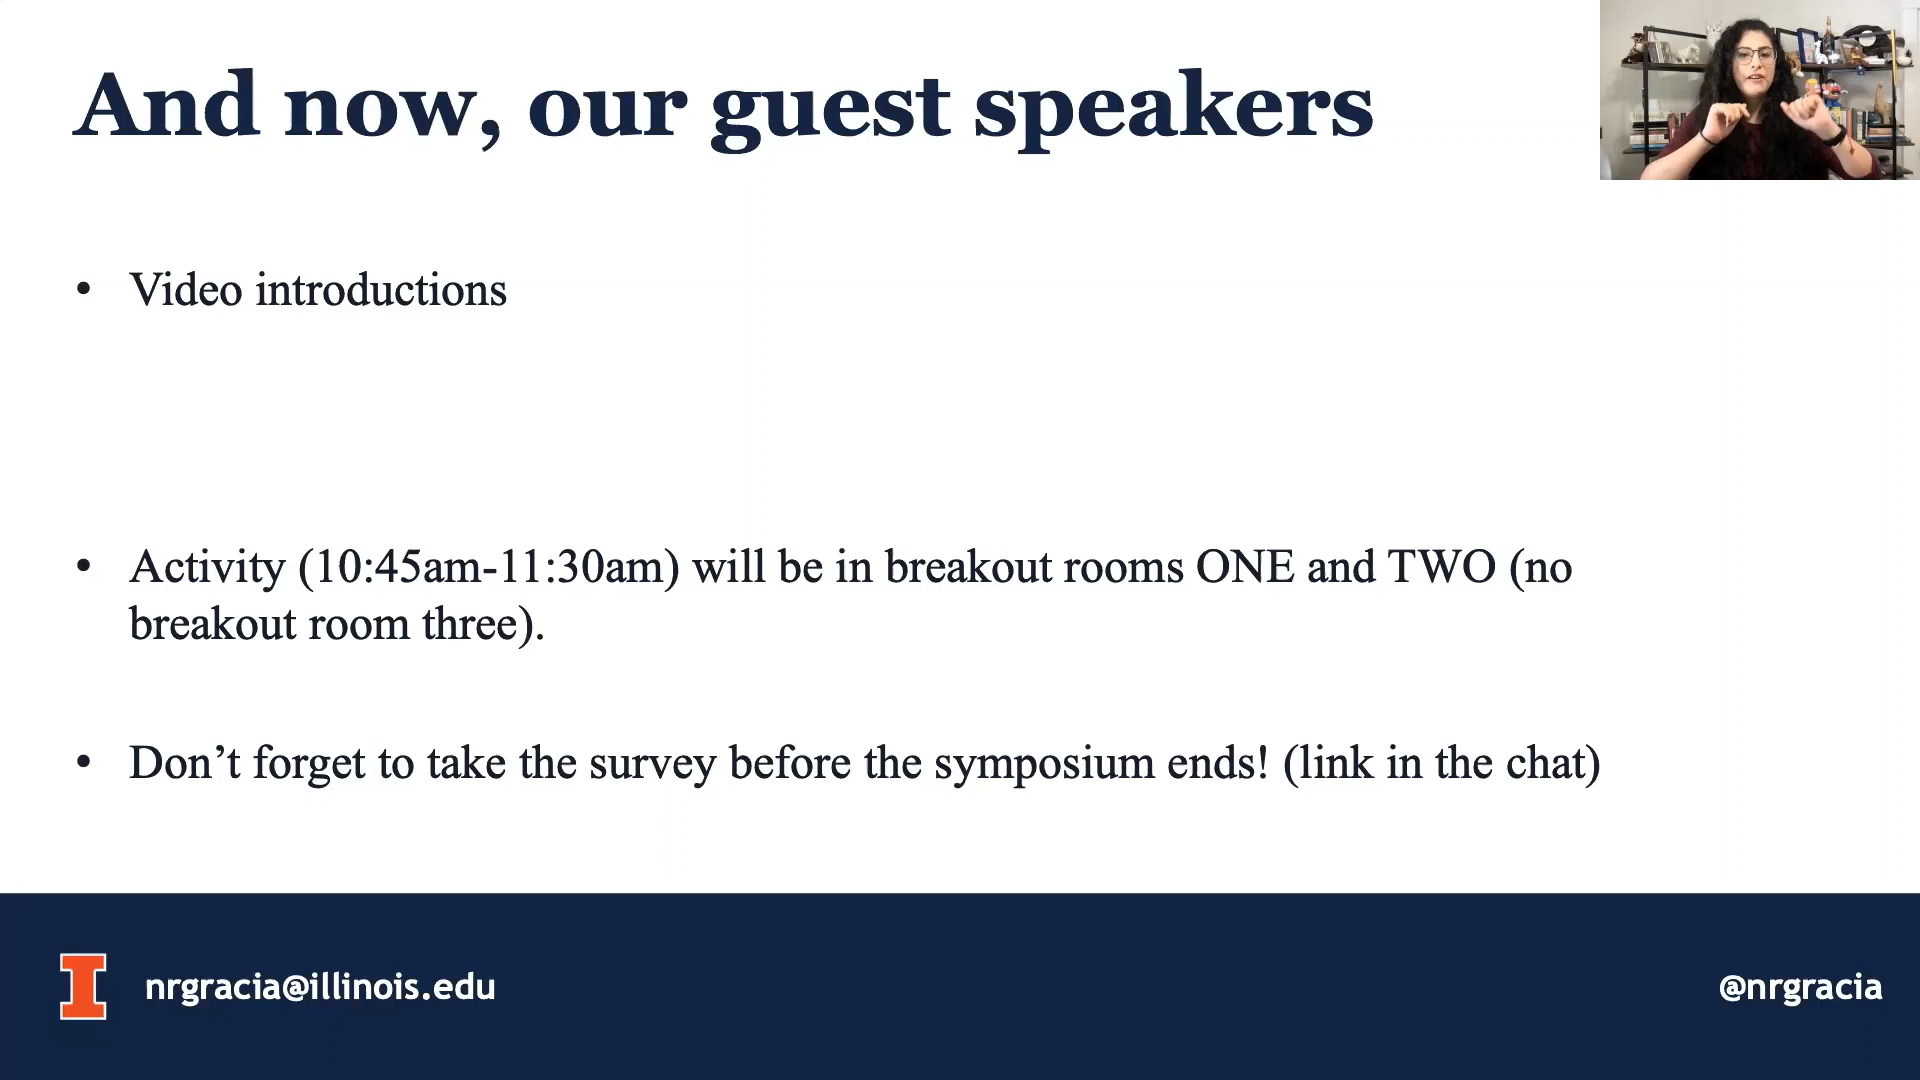 And now, our guest speakers
• Video introductions
• Activity (10:45am-11:30am) will be in breakout rooms ONE and TWO (no
breakout room three).
• Don’t forget to take the survey before the symposium ends! (link in the chat)
I nrgracia@illinois.edu
@nrgracia